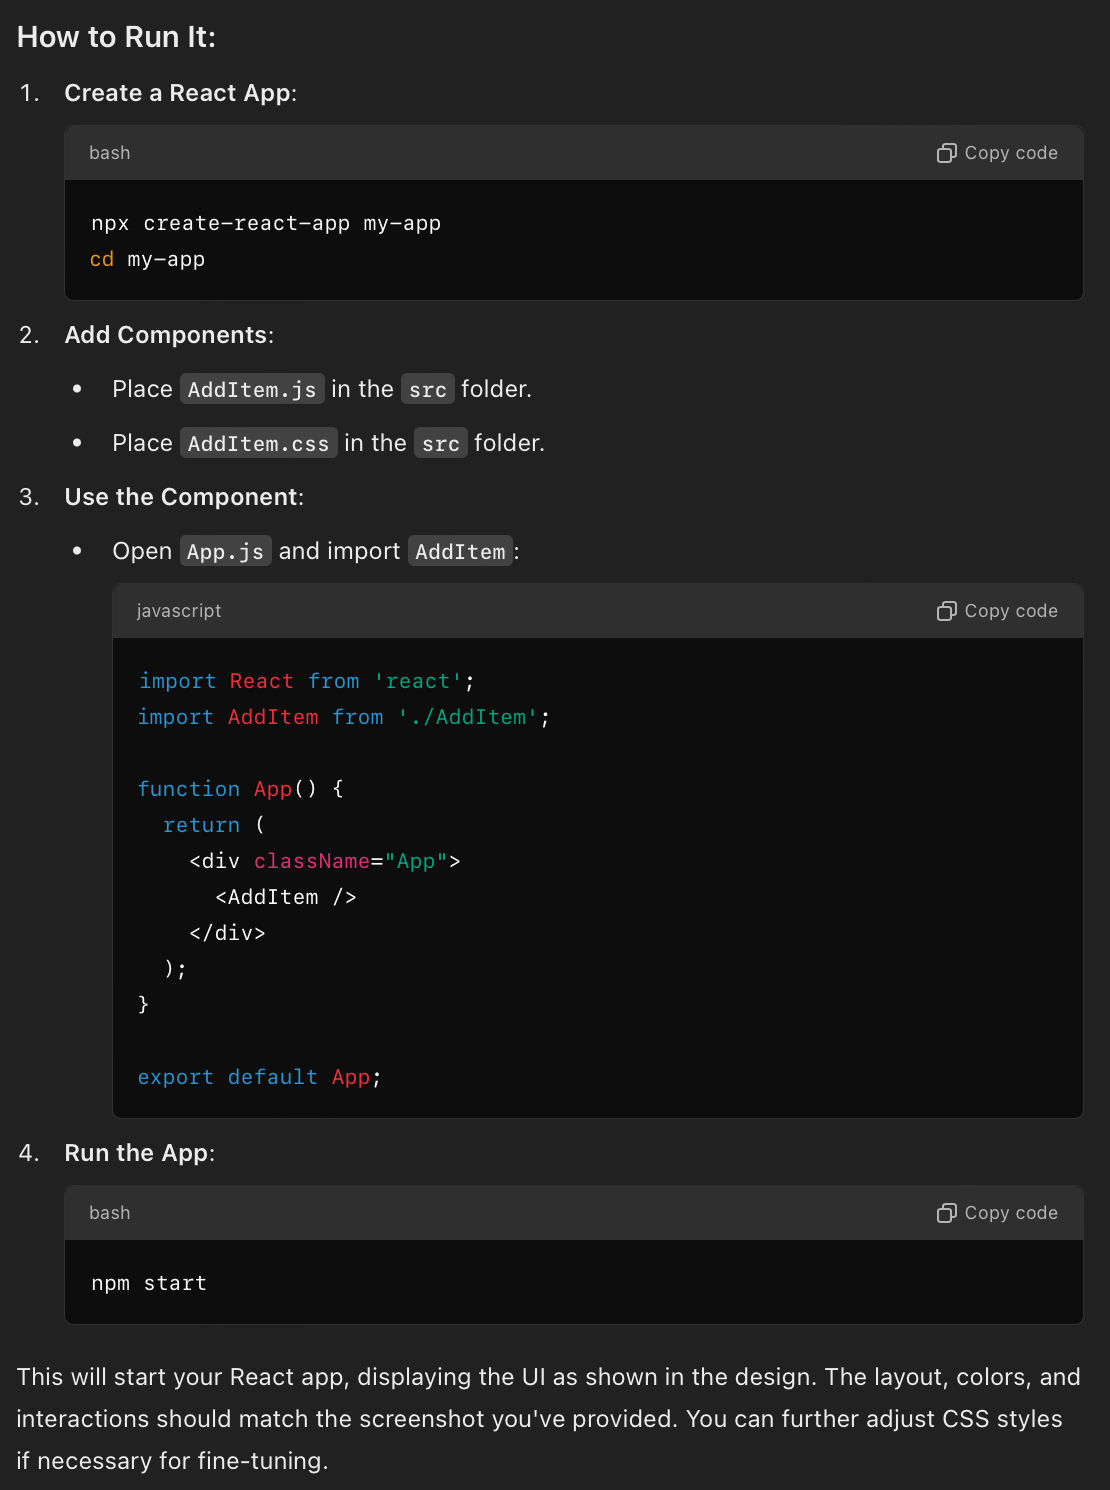 How to Run It:
1. Create a React App:
bash
Copy code
npx create-react-app my-app
cd my-app
2. Add Components:
• Place AddItem.js in the src folder.
• Place AddItem.css in the src folder.
3. Use the Component:
• Open App.js and import AddItem:
javascript
Copy code
import React from 'react';
import AddItem from './AddItem';

function App() {
  return (
    <div className="App">
      <AddItem />
    </div>
  );
}

export default App;
4. Run the App:
bash
Copy code
npm start
This will start your React app, displaying the UI as shown in the design. The layout, colors, and
interactions should match the screenshot you've provided. You can further adjust CSS styles
if necessary for fine-tuning.